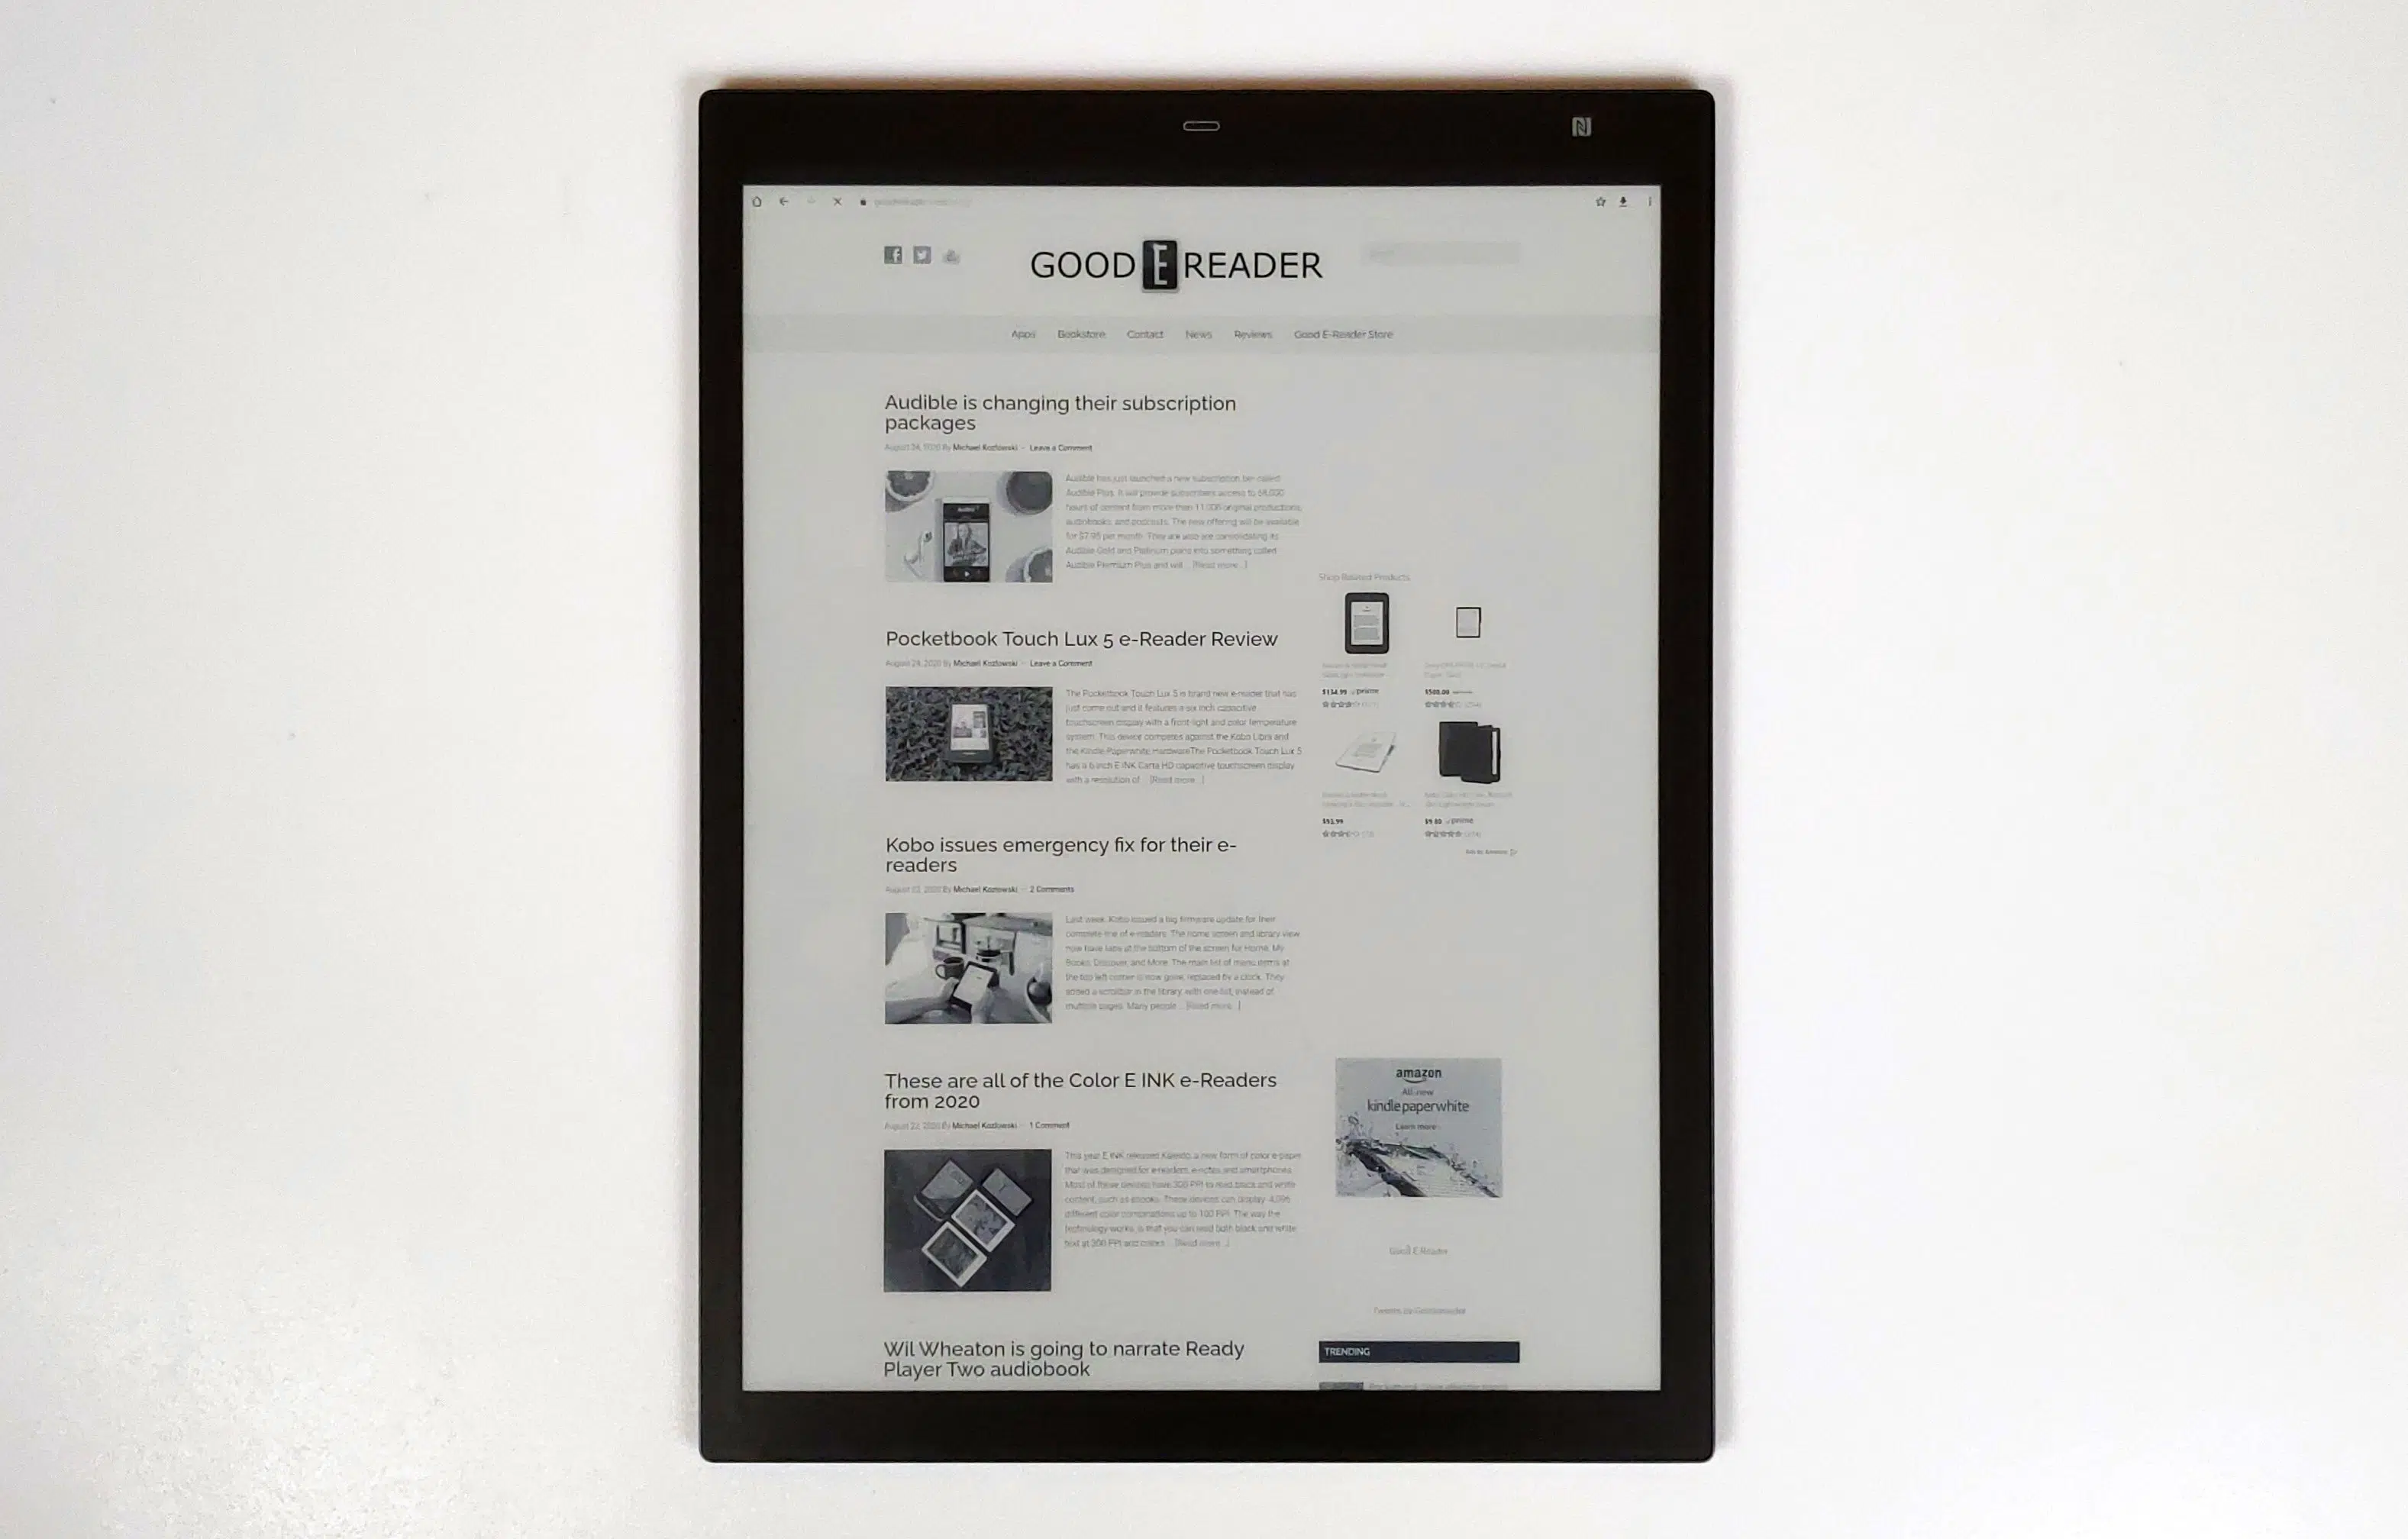 GOOD E READER
Apps Bookstore Contact News Reviews Good E-Reader Store
Audible is changing their subscription
packages
August 24, 2020 By Michael Kozlowski — Leave a Comment
Audible has just launched a new subscription tier called
Audible Plus. It will provide subscribers access to 68,000
hours of content from more than 11,000 original productions,
audiobooks, and podcasts. The new offering will be available
for $7.95 per month. They are also are consolidating its
Audible Gold and Platinum plans into something called
Audible Premium Plus and will ... [Read more...]
Pocketbook Touch Lux 5 e-Reader Review
2020 By Michael Kozlowski — Leave a Comment
The Pocketbook Touch Lux 5 is brand new e-reader that has
just come out and it features a six inch capacitive
touchscreen display with a front-light and color temperature
system. This device competes against the Kobo Libra and
the Kindle Paperwhite. HardwareThe Pocketbook Touch Lux 5
has a 6-inch E INK Carta HD capacitive touchscreen display
with a resolution of ... [Read more...]
Kobo issues emergency fix for their e-
readers
2020 By Michael Kozlowski — 2 Comments
Last week, Kobo issued a big firmware update for their
complete line of e-readers. The home screen and library view
now have tabs at the bottom of the screen for Home, My
Books, Discover, and More. The main list of menu items at
the top left corner is now gone, replaced by a clock. They
added a scrollbar in the library, with one list, instead of
multiple pages. Many people ... [Read more...]
These are all of the Color E INK e-Readers
from 2020
August 22, 2020 By Michael Kozlowski — 1 Comment
This year E INK released Kaleido, a new form of color e-paper
that was designed for e-readers, e-notes and smartphones.
Most of these devices have 300 PPI to read black and white
content, such as ebooks. These devices can display 4,096
different color combinations up to 100 PPI. The way the
technology works, is that you can read both black and white
text at 300 PPI and colors ... [Read more...]
Wil Wheaton is going to narrate Ready
Player Two audiobook
Shop Related Products
$134.99 prime
$500.00
$9.80 prime
Ads by Amazon
amazon
All-new
kindle paperwhite
Learn more
Good E Reader
Tweets by Goodereader
TRENDING